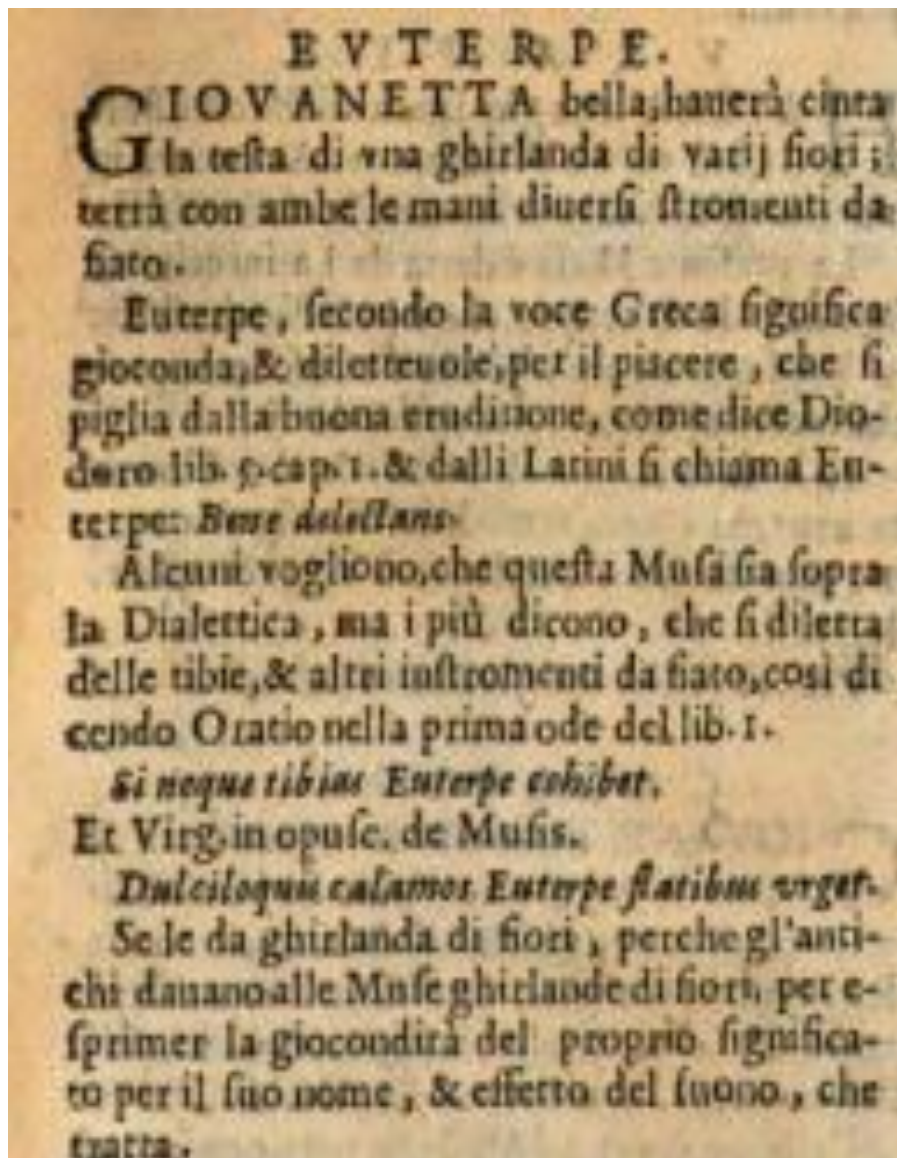 EVTERPE.
GIOVANETTA bella, hauerà cinta
la teſta di vna ghirlanda di varij fiori;
terrà con ambe le mani diuerſi ſtromenti da
fiato.
Euterpe, ſecondo la voce Greca ſignifica
gioconda, & diletteuole, per il piacere, che ſi
piglia dalla buona erudizione, come dice Dio-
doro lib. 5. cap. 1. & dalli Latini ſi chiama Eu-
terpe: Bene delectans.
Alcuni vogliono, che queſta Muſa ſia ſopra
la Dialettica, ma i più dicono, che ſi diletta
delle tibie, & altri inſtromenti da fiato, così di
cendo Oratio nella prima ode del lib. 1.
Si neque tibias Euterpe cohibet.
Et Virg. in opuſc. de Muſis.
Dulciloquis calamos Euterpe flatibus vrget.
Se le da ghirlanda di fiori, perche gl'anti-
chi dauano alle Muſe ghirlande di fiori, per e-
ſprimer la giocondità del proprio ſignifica-
to per il ſuo nome, & effetto del ſuono, che
tratta.